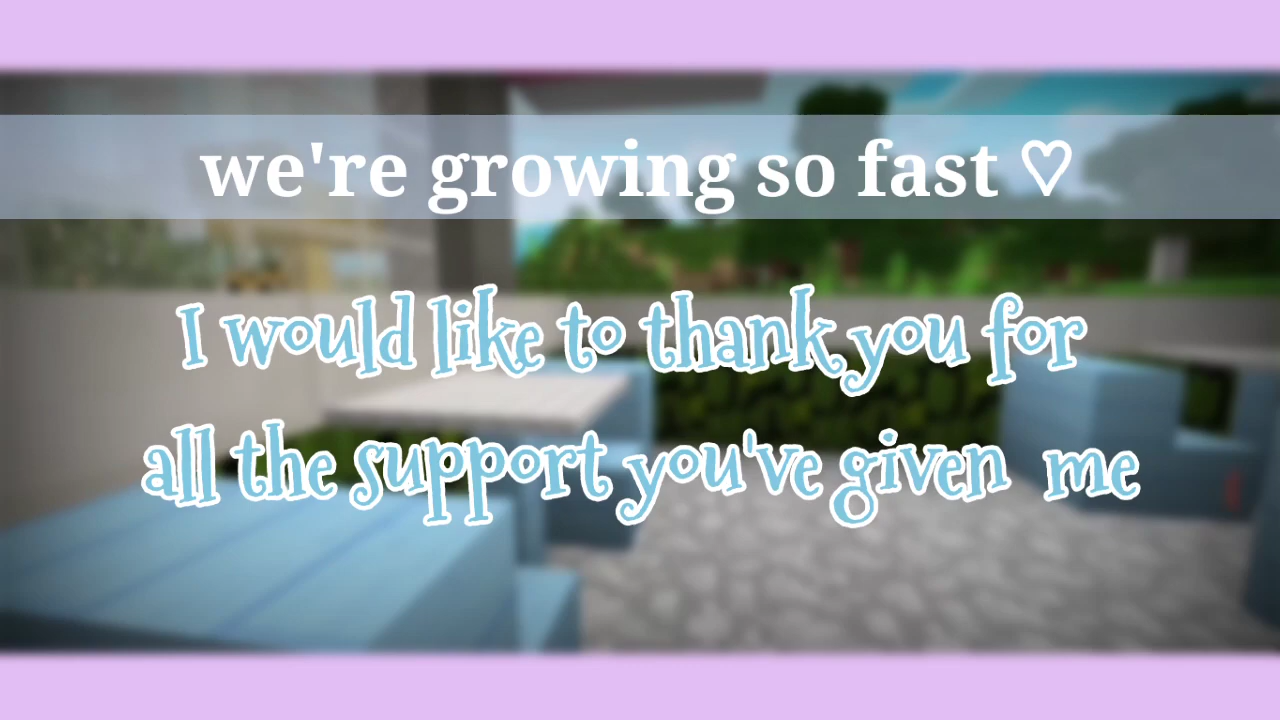 we're growing so fast ♡
I would like to thank you for
all the support you've given me